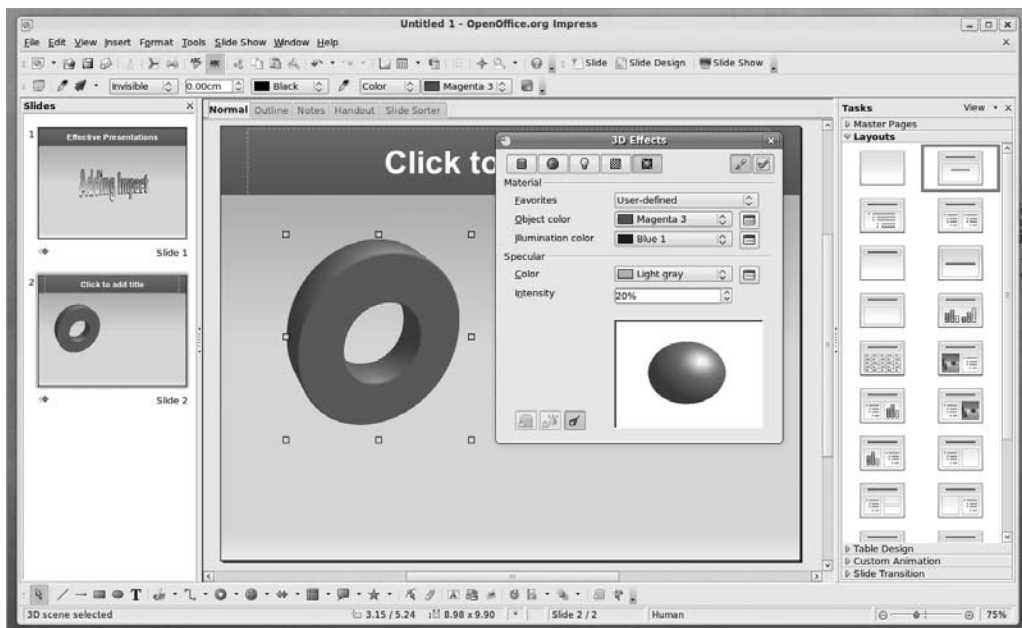 Untitled 1 - OpenOffice.org Impress
File Edit View Insert Format Tools Slide Show Window Help
Slide Slide Design Slide Show
Invisible 0.00cm Black Color Magenta 3
Slides
1
Effective Presentations
Adding Impact
Slide 1
2
Click to add title
Slide 2
Normal Outline Notes Handout Slide Sorter
Click to
3D Effects
Material
Favorites User-defined
Object color Magenta 3
Illumination color Blue 1
Specular
Color Light gray
Intensity 20%
Tasks View
Master Pages
Layouts
Table Design
Custom Animation
Slide Transition
3D scene selected 3.15 / 5.24 8.98 x 9.90 * Slide 2 / 2 Human 75%